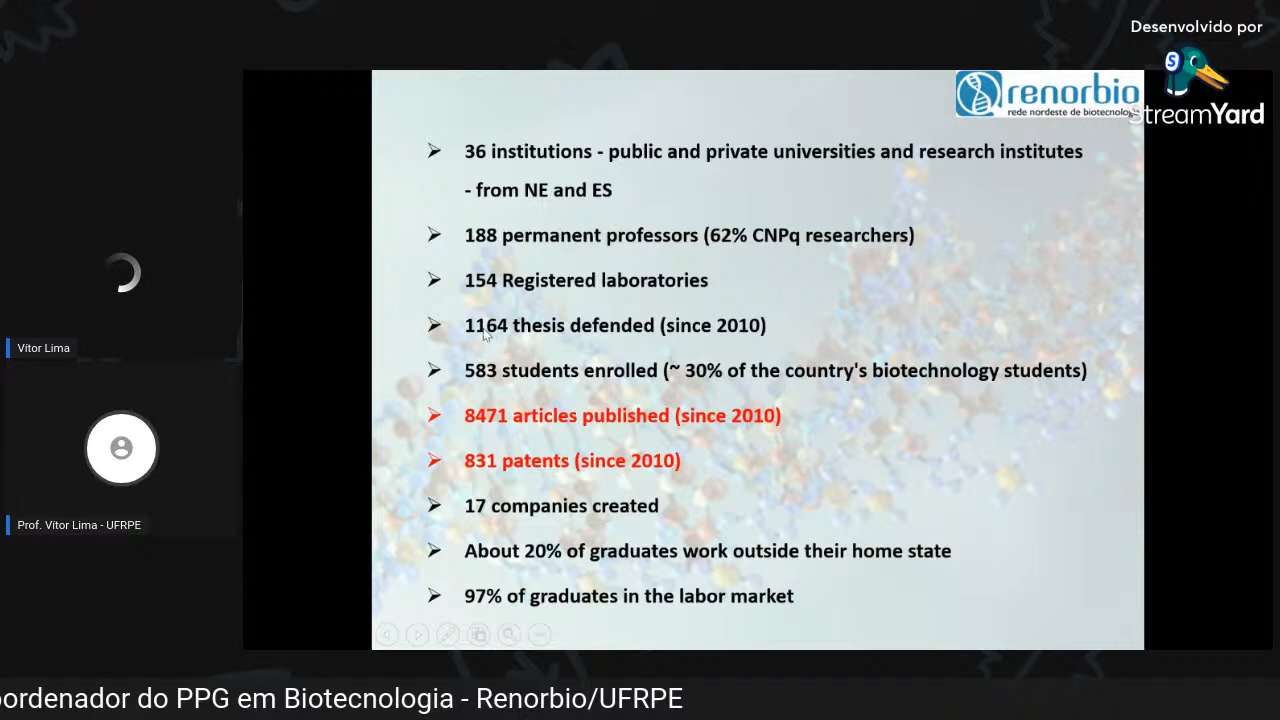 Desenvolvido por
StreamYard
renorbio
rede nordeste de biotecnologia
36 institutions - public and private universities and research institutes
- from NE and ES
188 permanent professors (62% CNPq researchers)
154 Registered laboratories
1164 thesis defended (since 2010)
583 students enrolled (~ 30% of the country's biotechnology students)
8471 articles published (since 2010)
831 patents (since 2010)
17 companies created
About 20% of graduates work outside their home state
97% of graduates in the labor market
Vítor Lima
Prof. Vítor Lima - UFRPE
oordenador do PPG em Biotecnologia - Renorbio/UFRPE